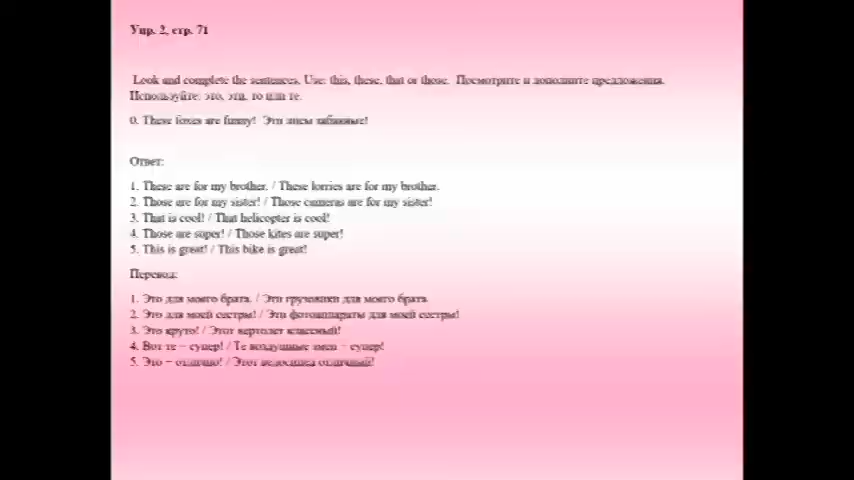 Упр. 2, стр. 71
Look and complete the sentences. Use: this, these, that or those. Посмотрите и дополните предложения.
Используйте: это, эти, то или те.
0. These foxes are funny! Эти лисы забавные!
Ответ:
1. These are for my brother. / These lorries are for my brother.
2. Those are for my sister! / Those cameras are for my sister!
3. That is cool! / That helicopter is cool!
4. Those are super! / Those kites are super!
5. This is great! / This bike is great!
Перевод:
1. Это для моего брата. / Эти грузовики для моего брата.
2. Это для моей сестры! / Эти фотоаппараты для моей сестры!
3. Это круто! / Этот вертолет классный!
4. Вот те – супер! / Те воздушные змеи – супер!
5. Это – отлично! / Этот велосипед отличный!